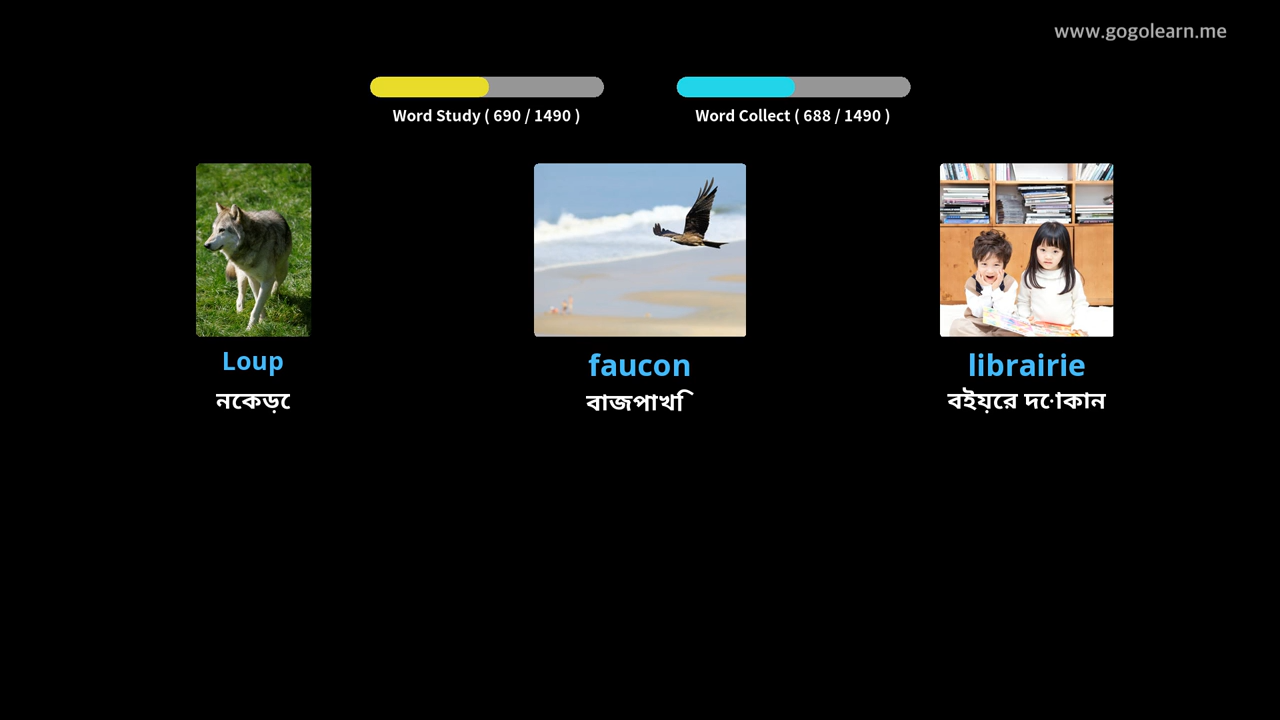 www.gogolearn.me
Word Study ( 690 / 1490 )
Word Collect ( 688 / 1490 )
Loup
faucon
librairie
নেকড়ে
বাজপাখি
বইয়ের দোকান